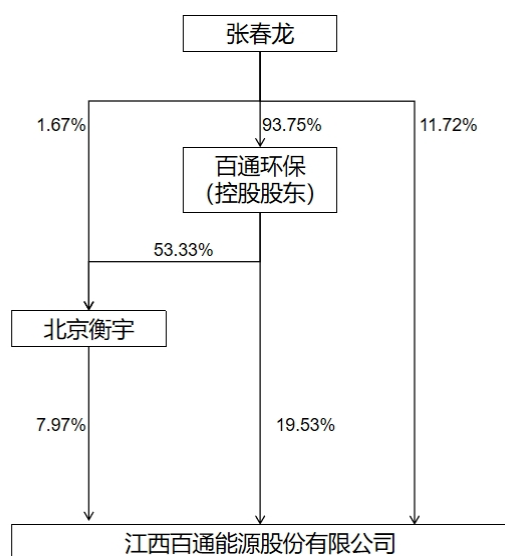 张春龙
1.67%
93.75%
11.72%
百通环保
（控股股东）
53.33%
北京衡宇
7.97%
19.53%
江西百通能源股份有限公司